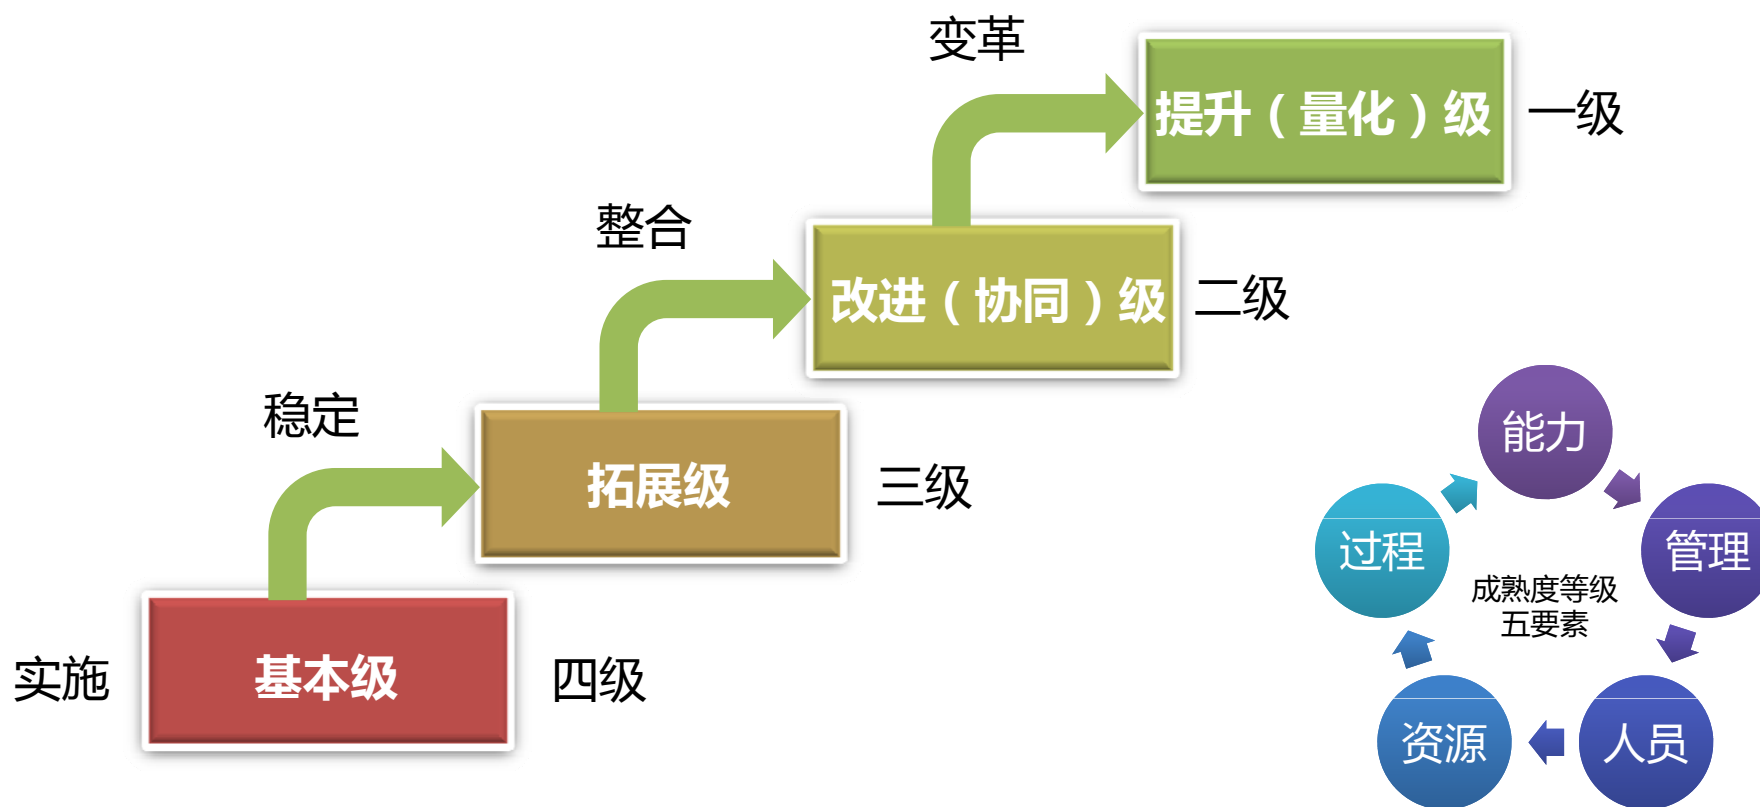 变革
提升（量化）级
一级
整合
改进（协同）级
二级
稳定
拓展级
三级
实施
基本级
四级
能力
管理
人员
资源
过程
成熟度等级
五要素